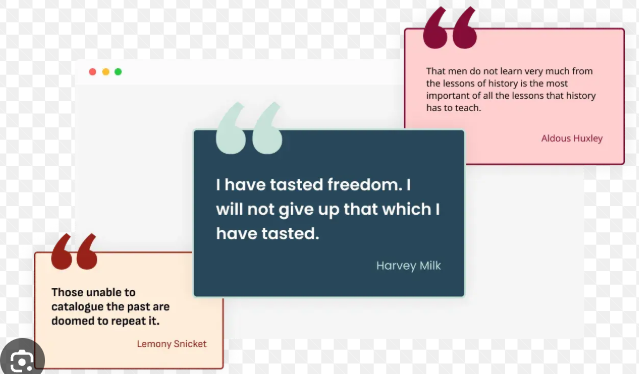 That men do not learn very much from
the lessons of history is the most
important of all the lessons that history
has to teach.
Aldous Huxley
I have tasted freedom. I
will not give up that which I
have tasted.
Harvey Milk
Those unable to
catalogue the past are
doomed to repeat it.
Lemony Snicket